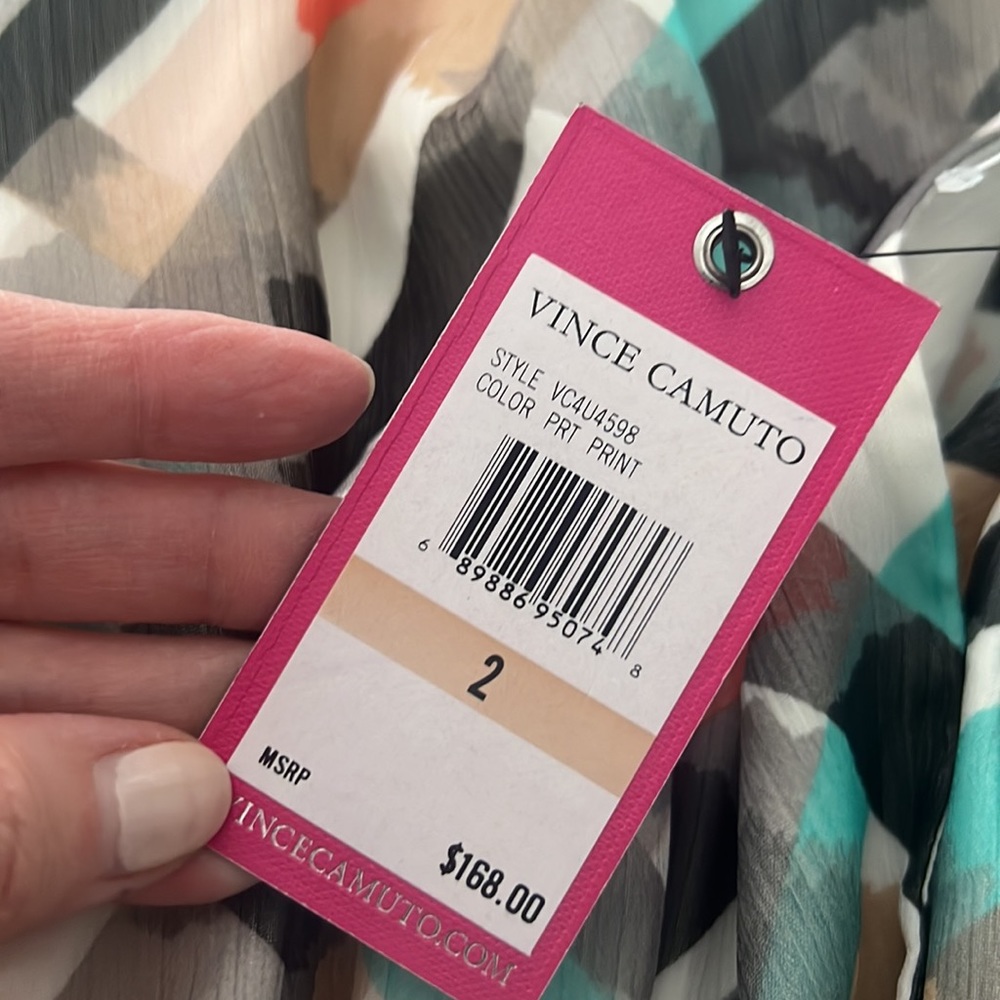 VINCE CAMUTO
STYLE VC4U4598
COLOR PRT PRINT
6 89886 95074 8
2
MSRP
$168.00
VINCECAMUTO.COM